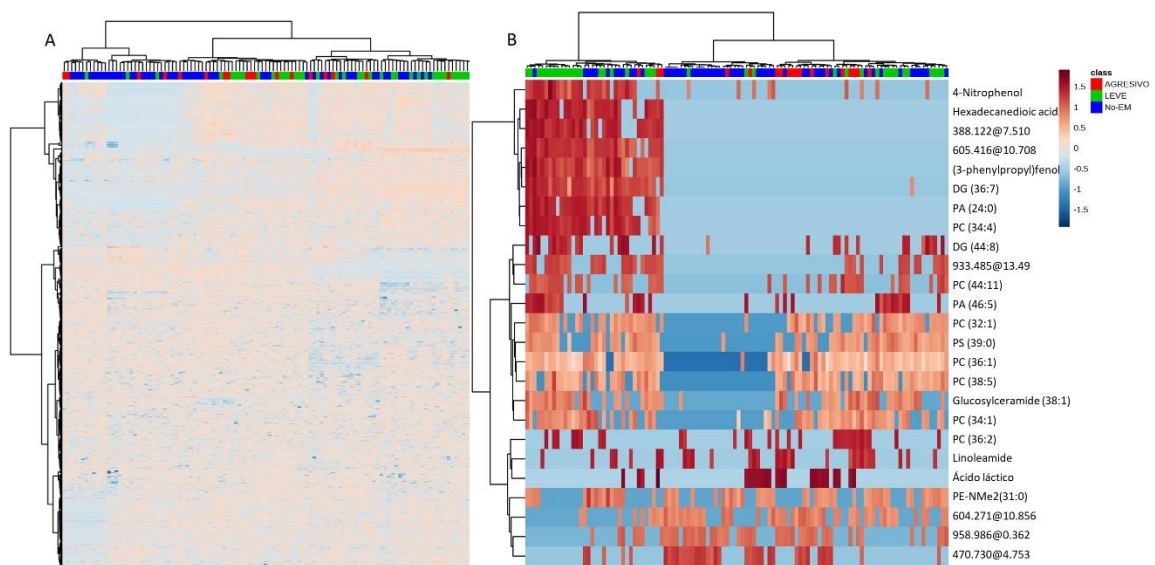 A
B
4-Nitrophenol
Hexadecanedioic acid
388.122@7.510
605.416@10.708
(3-phenylpropyl)fenol
DG (36:7)
PA (24:0)
PC (34:4)
DG (44:8)
933.485@13.49
PC (44:11)
PA (46:5)
PC (32:1)
PS (39:0)
PC (36:1)
PC (38:5)
Glucosylceramide (38:1)
PC (34:1)
PC (36:2)
Linoleamide
Ácido láctico
PE-NMe2(31:0)
604.271@10.856
958.986@0.362
470.730@4.753
1.5
1
0.5
0
-0.5
-1
-1.5
class
AGRESIVO
LEVE
No-EM